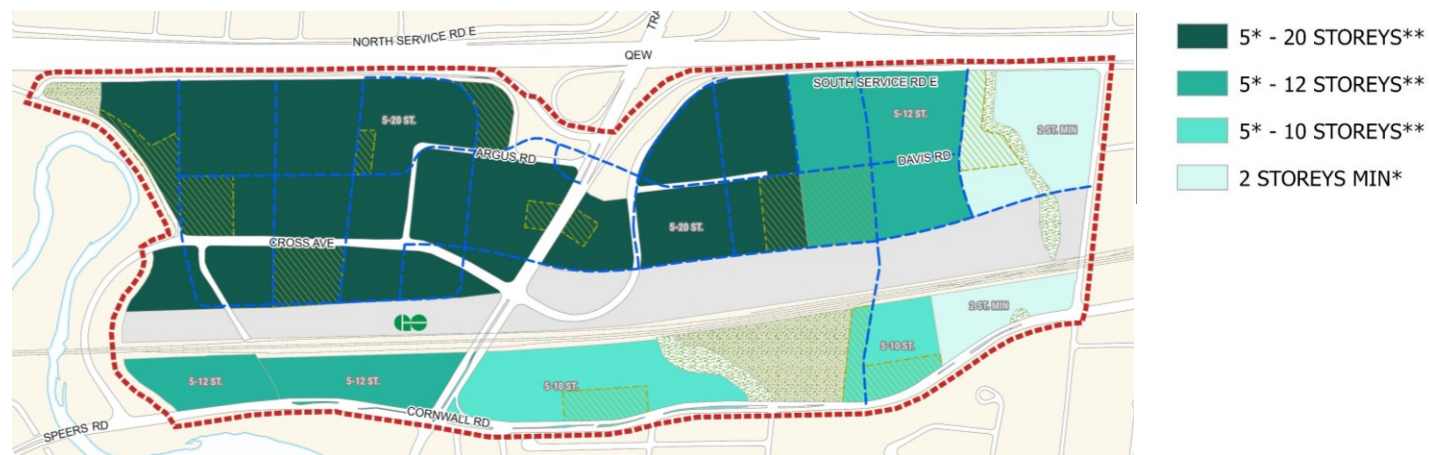 NORTH SERVICE RD E
TRA
QEW
5* - 20 STOREYS**
5* - 12 STOREYS**
5* - 10 STOREYS**
2 STOREYS MIN*
SOUTH SERVICE RD E
5-20 ST.
5-12 ST.
2 ST. MIN
ARGUS RD
DAVIS RD
5-20 ST.
CROSS AVE
GO
2 ST. MIN
5-10 ST.
5-12 ST.
5-12 ST.
5-10 ST.
CORNWALL RD
SPEERS RD